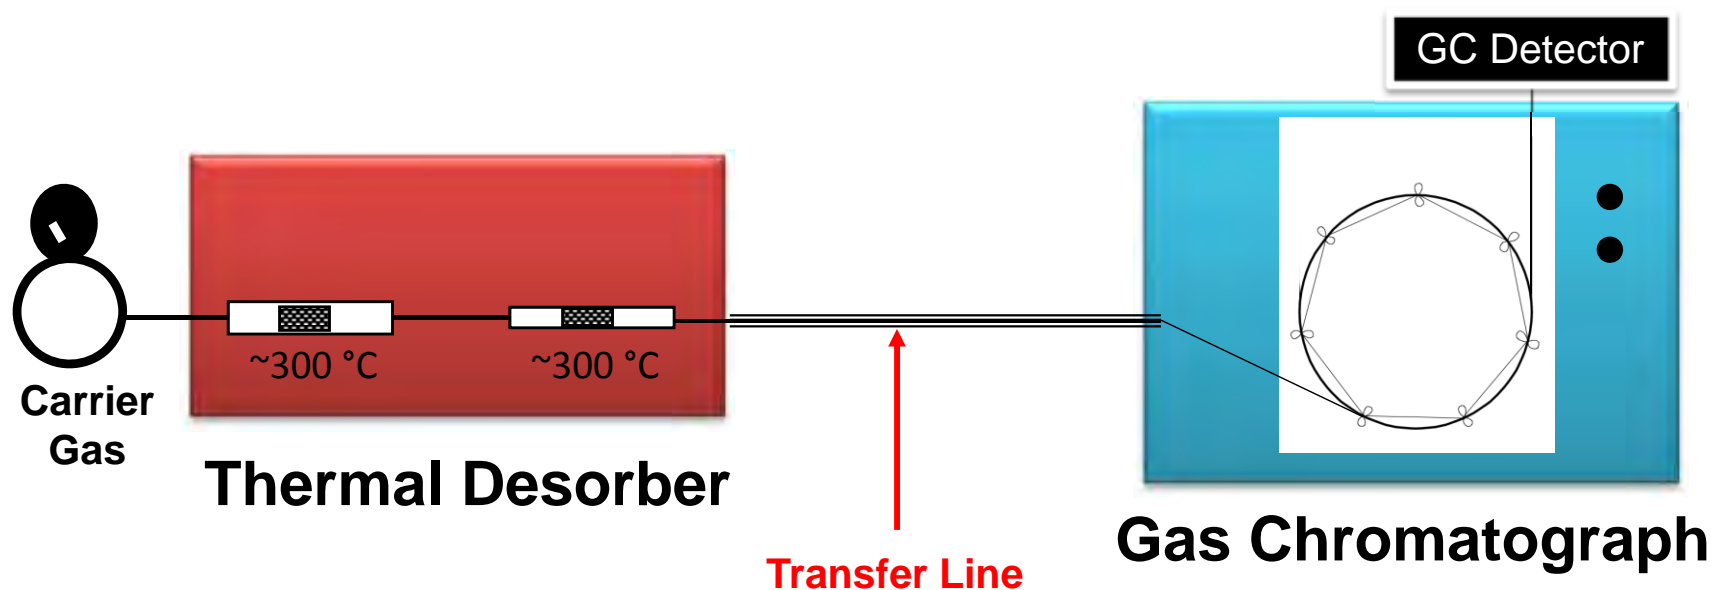 GC Detector
~300 °C
~300 °C
Carrier
Gas
Thermal Desorber
Transfer Line
Gas Chromatograph